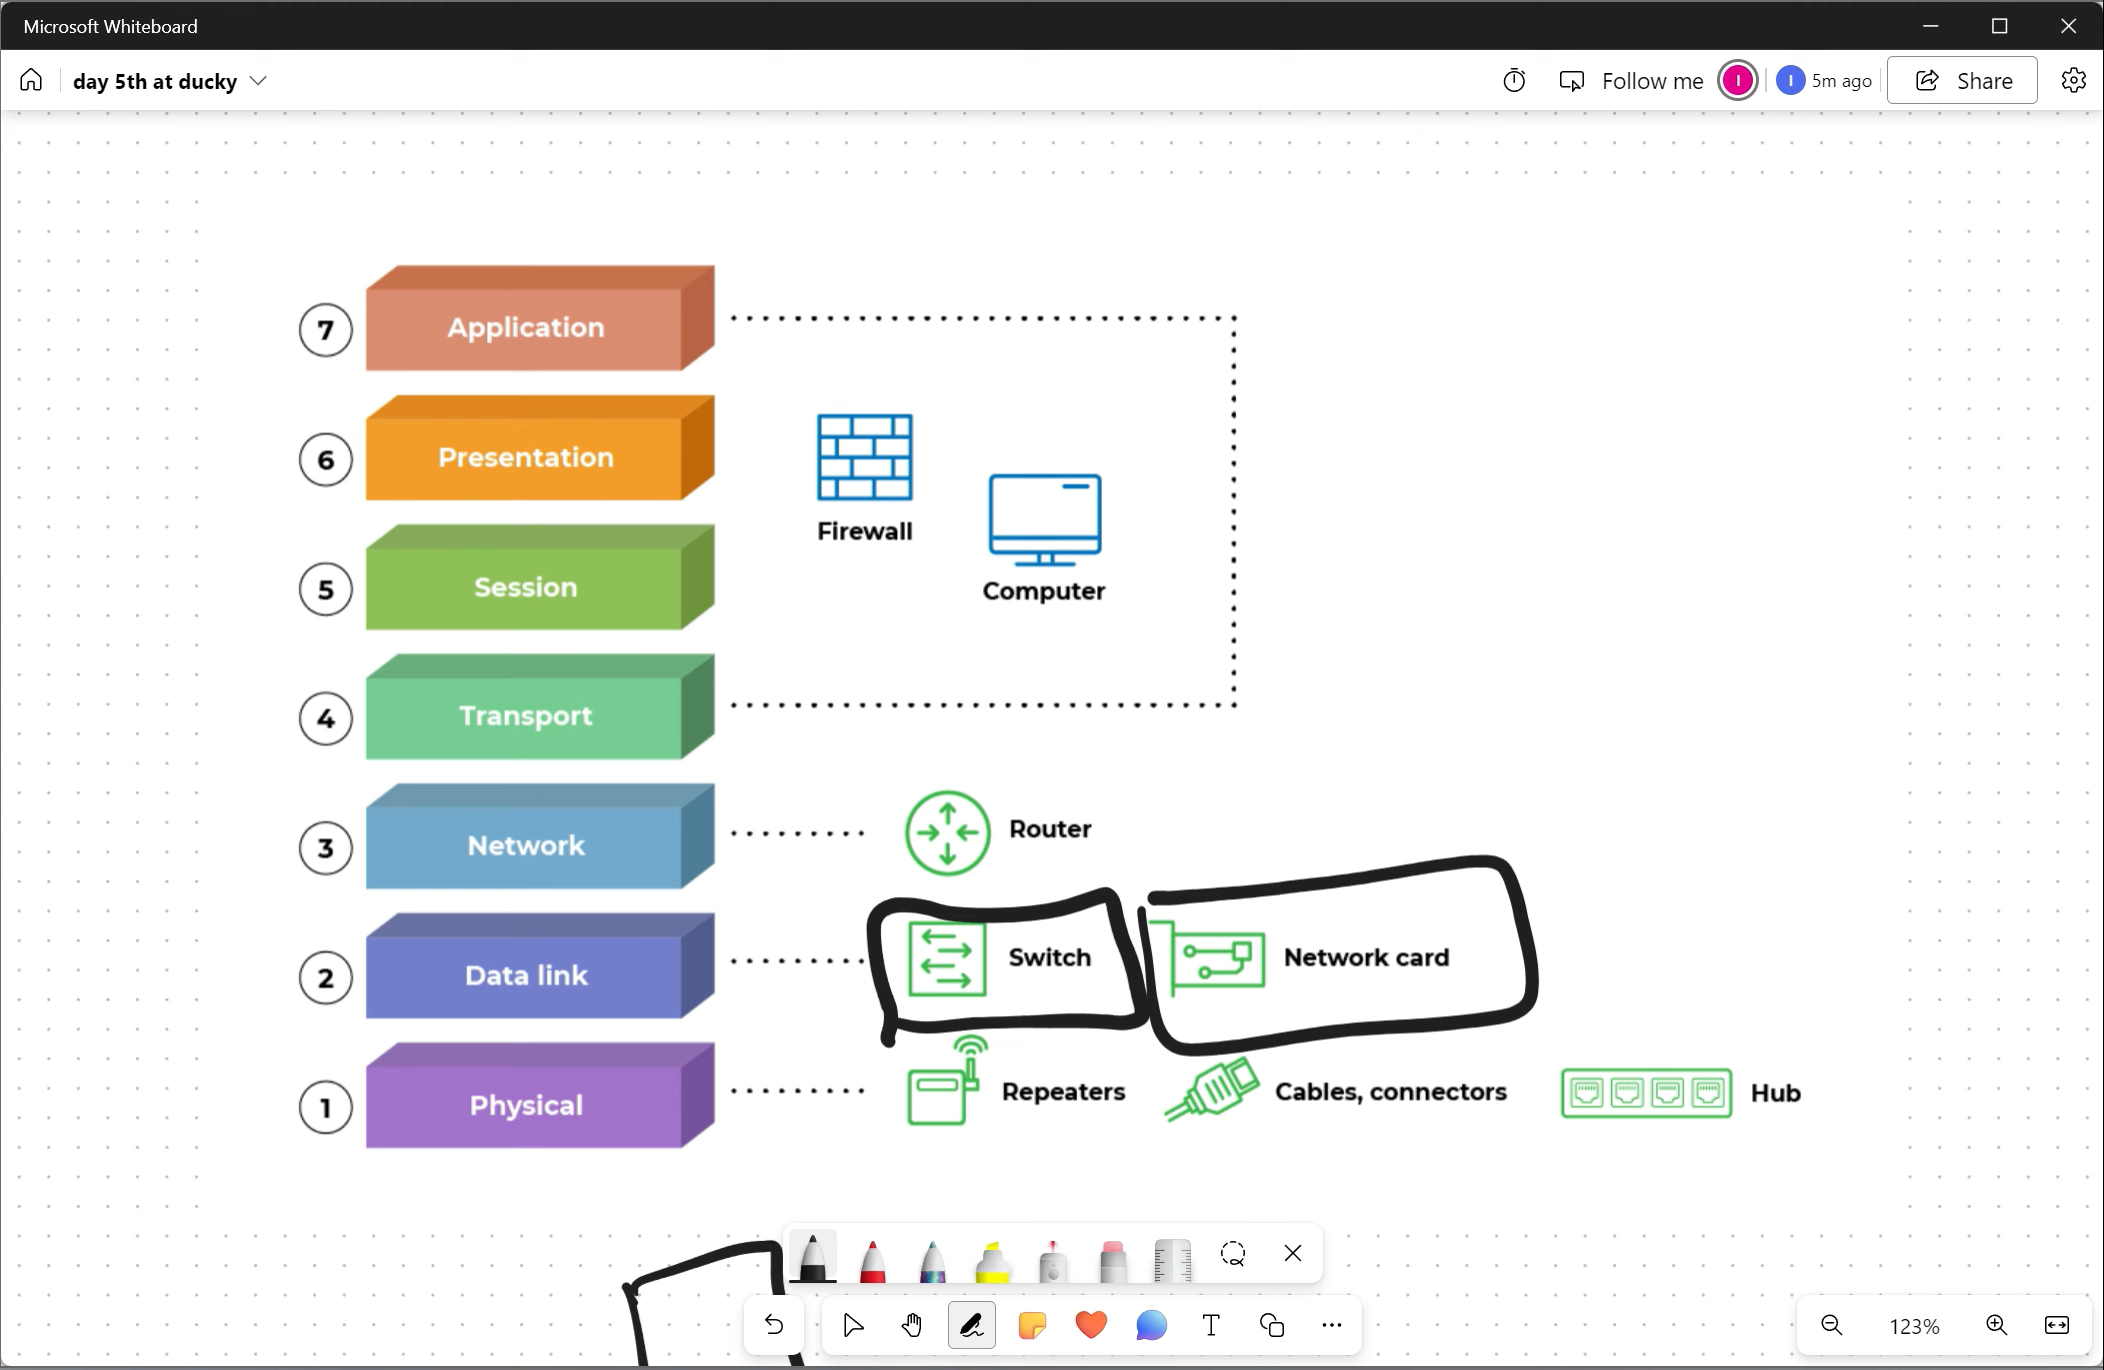 Microsoft Whiteboard
day 5th at ducky
Follow me I I 5m ago Share
7 Application
6 Presentation
Firewall
5 Session
Computer
4 Transport
3 Network Router
2 Data link Switch Network card
1 Physical Repeaters Cables, connectors Hub
T
123%